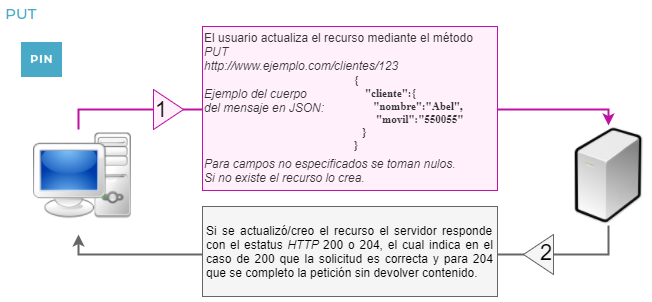 PUT
PIN
El usuario actualiza el recurso mediante el método
PUT
http://www.ejemplo.com/clientes/123
{
Ejemplo del cuerpo
"cliente":{
del mensaje en JSON:
"nombre":"Abel",
"movil":"550055"
}
}
Para campos no especificados se toman nulos.
Si no existe el recurso lo crea.
1
Si se actualizó/creo el recurso el servidor responde
con el estatus HTTP 200 o 204, el cual indica en el
caso de 200 que la solicitud es correcta y para 204
que se completo la petición sin devolver contenido.
2